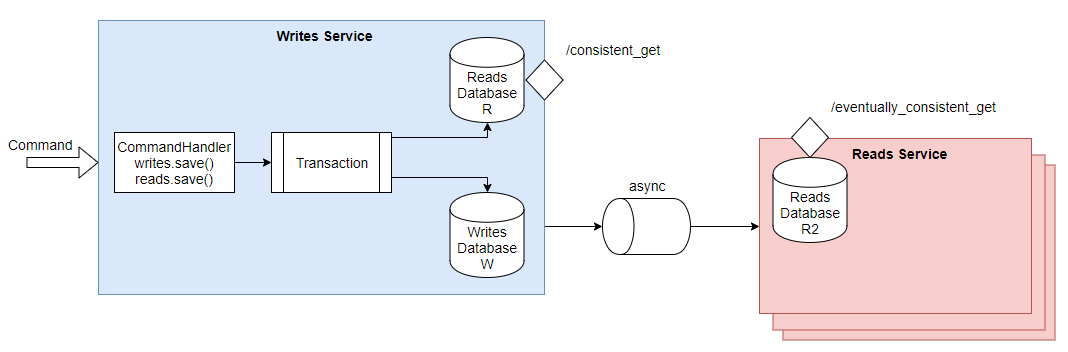 Writes Service
/consistent_get
Reads
Database
R
Command
CommandHandler
writes.save()
reads.save()
Transaction
Writes
Database
W
async
/eventually_consistent_get
Reads Service
Reads
Database
R2